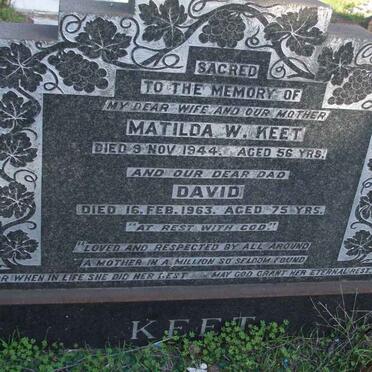 SACRED
TO THE MEMORY OF
MY DEAR WIFE AND OUR MOTHER
MATILDA W. KEET
DIED 9 NOV 1944. AGED 56 YRS.
AND OUR DEAR DAD
DAVID
DIED 16. FEB. 1963. AGED 75 YRS.
"AT REST WITH GOD"
"LOVED AND RESPECTED BY ALL AROUND
A MOTHER IN A MILLION SO SELDOM FOUND
FOR WHEN IN LIFE SHE DID HER BEST MAY GOD GRANT HER ETERNAL REST
KEET